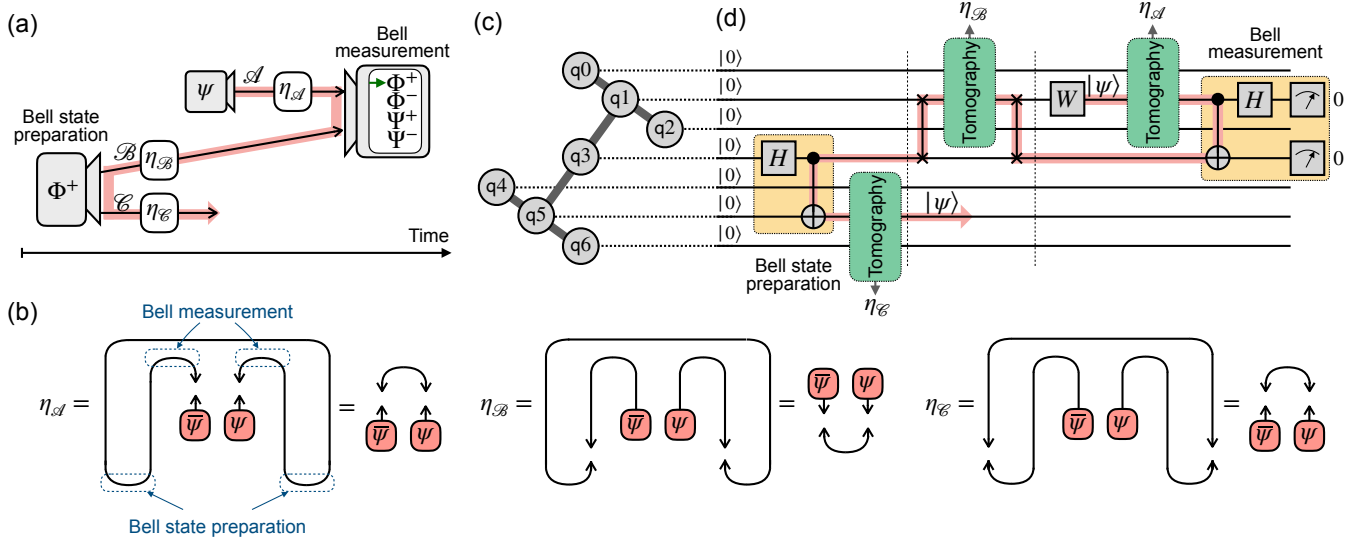 (a)
Bell
measurement
ψ
𝒜
η𝒜
Φ⁺
Φ⁻
Ψ⁺
Ψ⁻
Bell state
preparation
Φ⁺
ℬ
ηℬ
𝒞
η𝒞
Time
(b)
Bell measurement
η𝒜 =
ψ̅
ψ
=
ψ̅
ψ
Bell state preparation
ηℬ =
ψ̅
ψ
=
ψ̅
ψ
η𝒞 =
ψ̅
ψ
=
ψ̅
ψ
(c)
q0
q1
q2
q3
q4
q5
q6
(d)
ηℬ
η𝒜
Bell
measurement
|0⟩
|0⟩
|0⟩
|0⟩
|0⟩
|0⟩
|0⟩
H
Tomography
Tomography
Tomography
W
|ψ⟩
H
0
0
|ψ⟩
Bell state
preparation
η𝒞